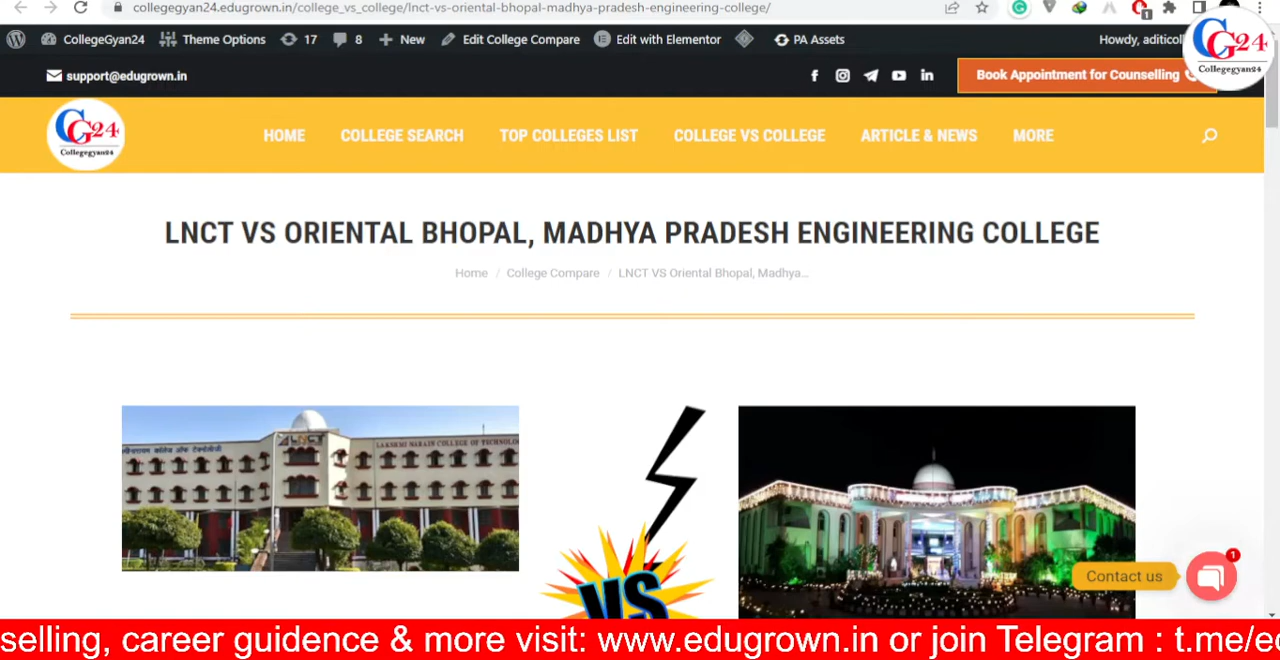 collegegyan24.edugrown.in/college_vs_college/lnct-vs-oriental-bhopal-madhya-pradesh-engineering-college/
CollegeGyan24 Theme Options 17 8 New Edit College Compare Edit with Elementor PA Assets Howdy, aditicoll
support@edugrown.in
Book Appointment for Counselling
CG24
Collegegyan24
CG24
Collegegyan24
HOME COLLEGE SEARCH TOP COLLEGES LIST COLLEGE VS COLLEGE ARTICLE & NEWS MORE
LNCT VS ORIENTAL BHOPAL, MADHYA PRADESH ENGINEERING COLLEGE
Home / College Compare / LNCT VS Oriental Bhopal, Madhya...
LNCT
LAKSHMI NARAIN COLLEGE OF TECHNOLOG
VS
Contact us
1
selling, career guidence & more visit: www.edugrown.in or join Telegram : t.me/ed